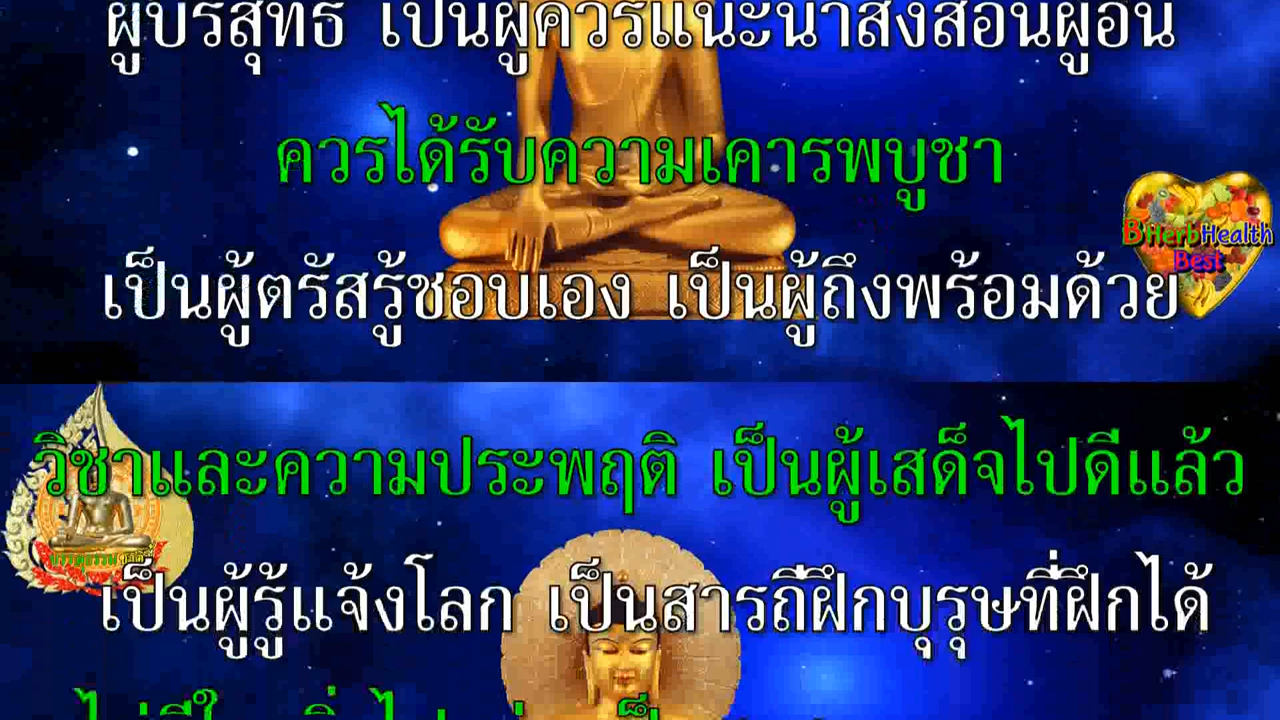 ผู้บริสุทธิ์ เป็นผู้ควรแนะนำสั่งสอนผู้อื่น
ควรได้รับความเคารพบูชา
BHerbHealth
Best
เป็นผู้ตรัสรู้ชอบเอง เป็นผู้ถึงพร้อมด้วย
วิชาและความประพฤติ เป็นผู้เสด็จไปดีแล้ว
เป็นผู้รู้แจ้งโลก เป็นสารถีฝึกบุรุษที่ฝึกได้